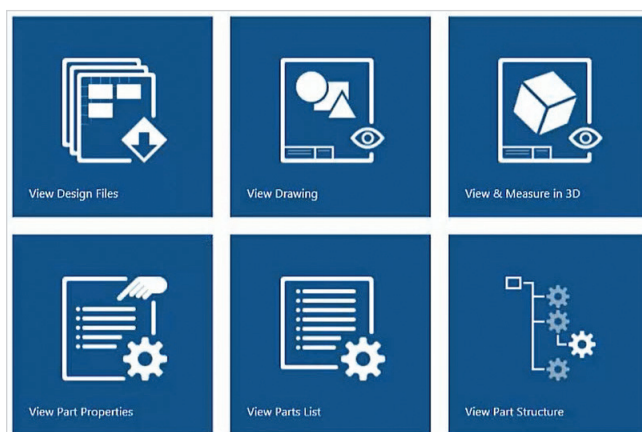 View Design Files
View Drawing
View & Measure in 3D
View Part Properties
View Parts List
View Part Structure